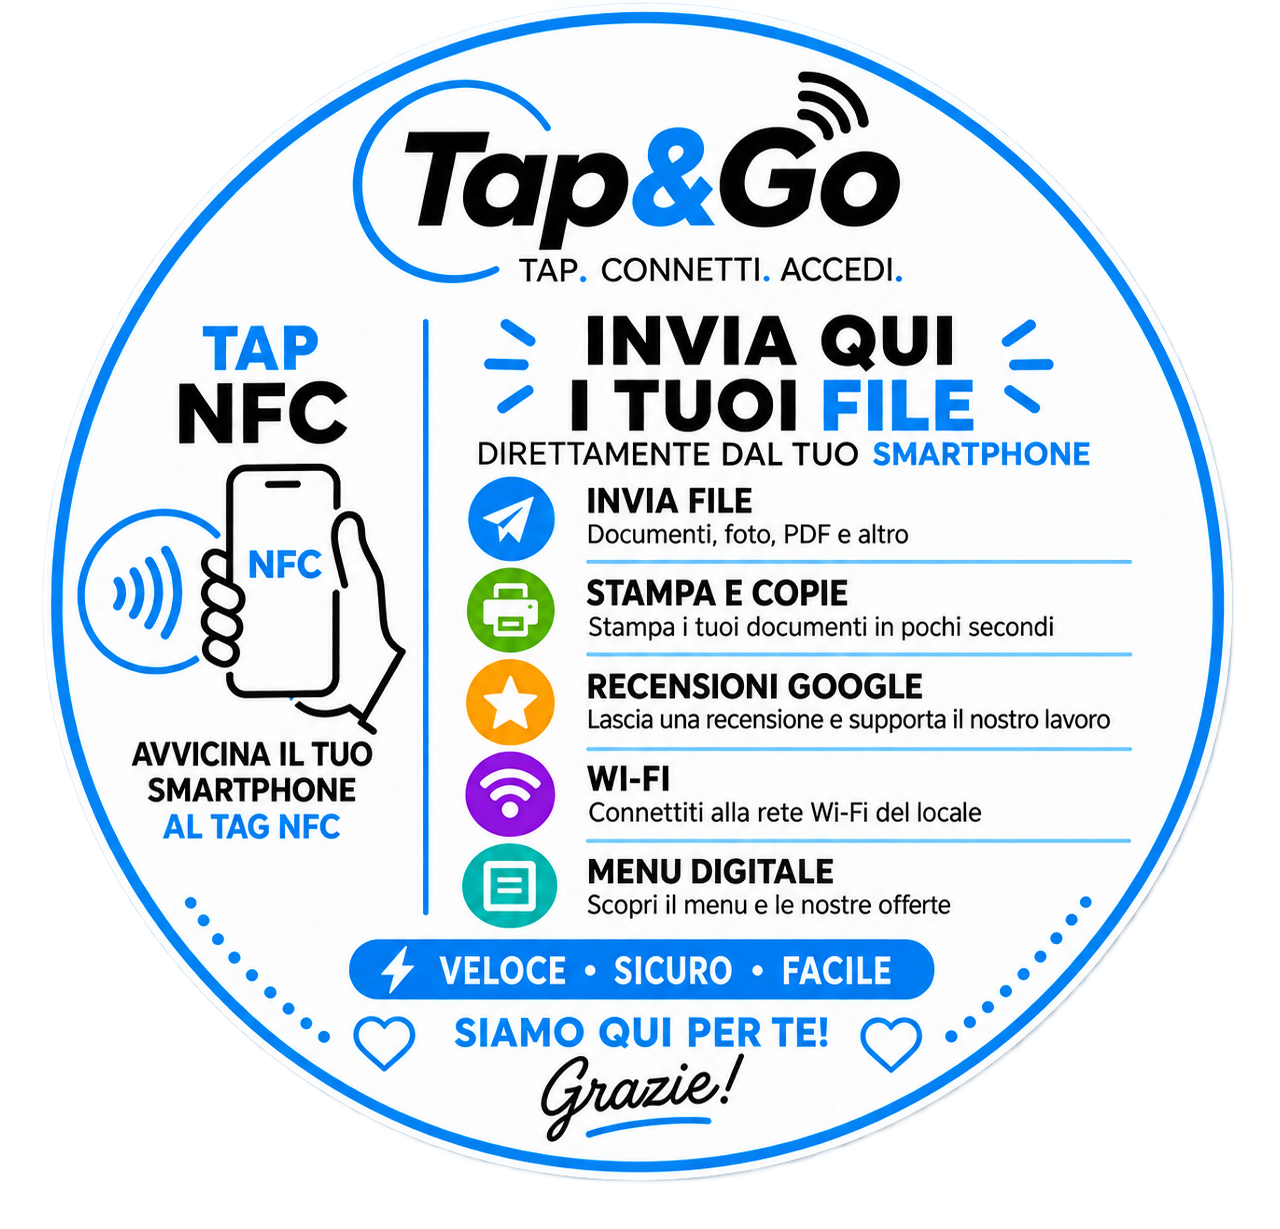 Tap&Go
TAP. CONNETTI. ACCEDI.
TAP
NFC
NFC
AVVICINA IL TUO
SMARTPHONE
AL TAG NFC
INVIA QUI
I TUOI FILE
DIRETTAMENTE DAL TUO SMARTPHONE
INVIA FILE
Documenti, foto, PDF e altro
STAMPA E COPIE
Stampa i tuoi documenti in pochi secondi
RECENSIONI GOOGLE
Lascia una recensione e supporta il nostro lavoro
WI-FI
Connettiti alla rete Wi-Fi del locale
MENU DIGITALE
Scopri il menu e le nostre offerte
VELOCE • SICURO • FACILE
SIAMO QUI PER TE!
Grazie!